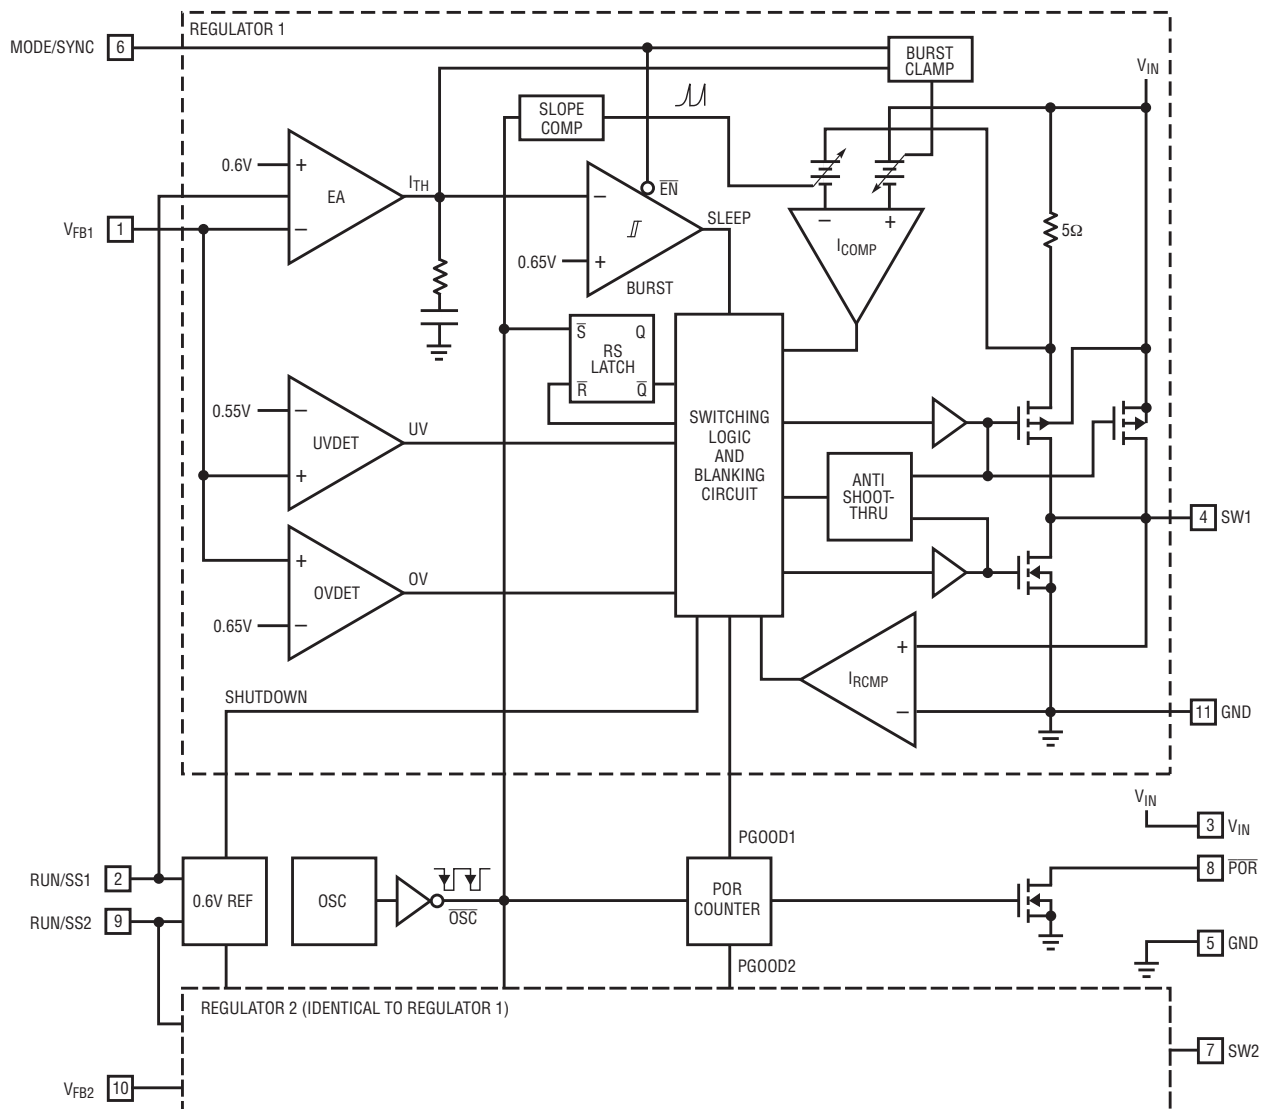 REGULATOR 1
MODE/SYNC 6
BURST
CLAMP
VIN
SLOPE
COMP
0.6V
+
EA
ITH
–
EN
SLEEP
–
+
ICOMP
5Ω
VFB1 1
–
0.65V
+
BURST
S Q
RS
LATCH
R Q
0.55V
–
UVDET
UV
+
SWITCHING
LOGIC
AND
BLANKING
CIRCUIT
ANTI
SHOOT-
THRU
4 SW1
+
OVDET
OV
0.65V
–
+
IRCMP
–
SHUTDOWN
11 GND
VIN
3 VIN
PGOOD1
RUN/SS1 2
0.6V REF
OSC
OSC
POR
COUNTER
8 POR
RUN/SS2 9
5 GND
PGOOD2
REGULATOR 2 (IDENTICAL TO REGULATOR 1)
7 SW2
VFB2 10